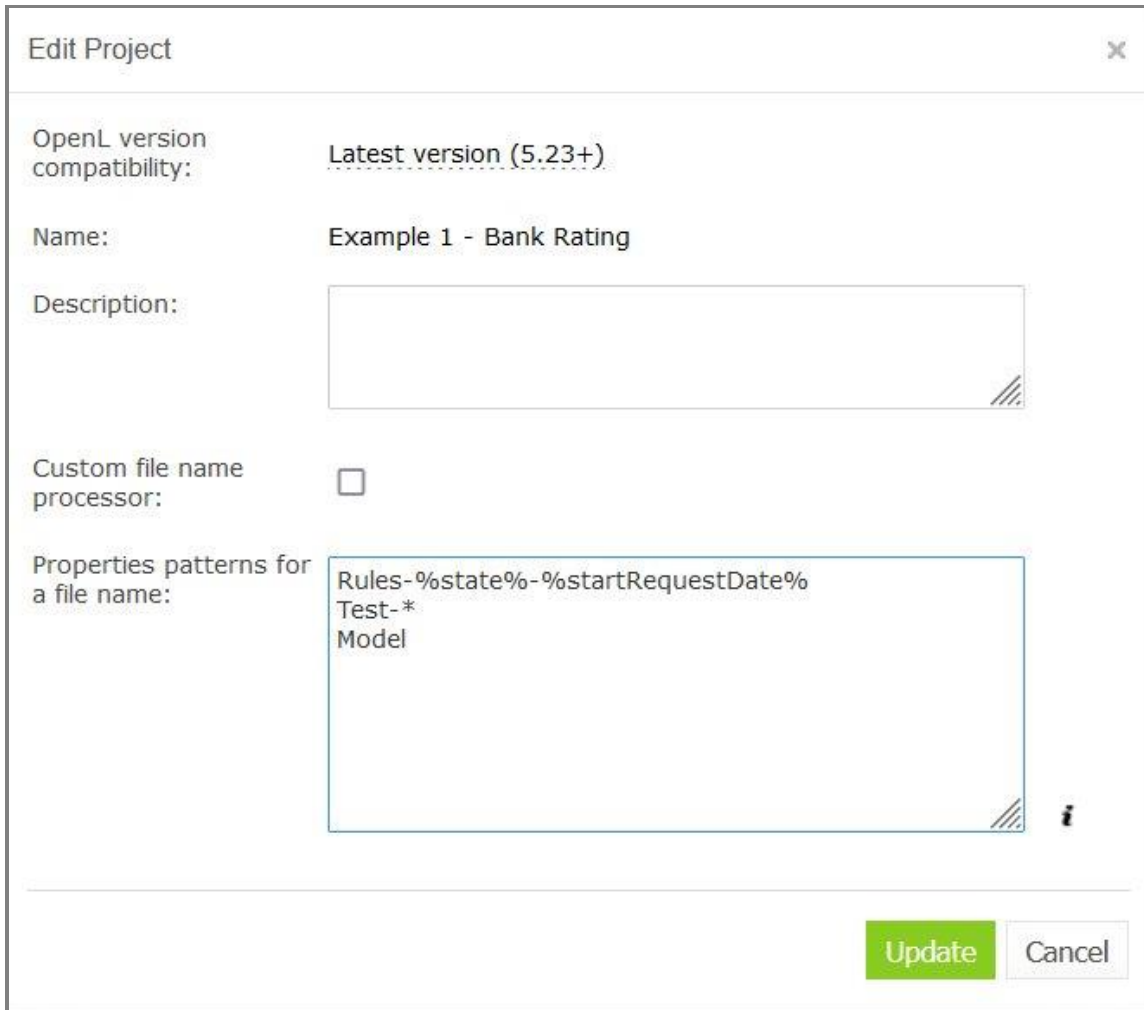 Edit Project
OpenL version
compatibility:
Latest version (5.23+)
Name:
Example 1 - Bank Rating
Description:
Custom file name
processor:
Properties patterns for
a file name:
Rules-%state%-%startRequestDate%
Test-*
Model
i
Update
Cancel